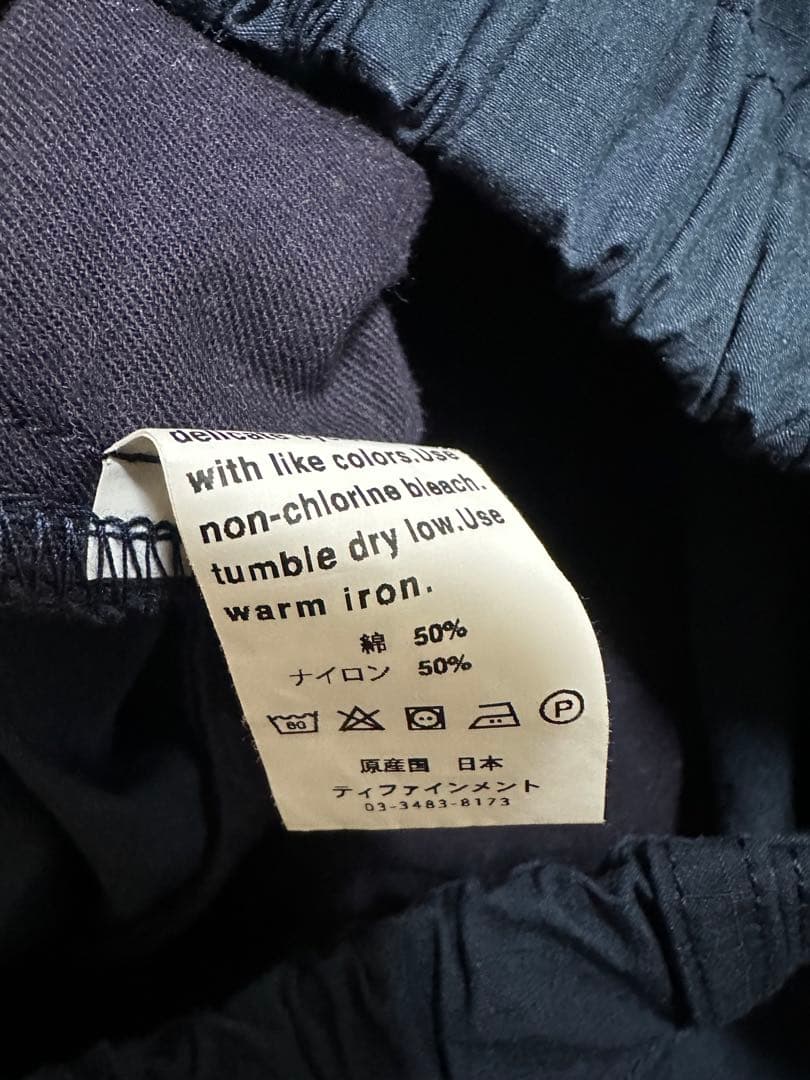 delicate
with like colors.Use
non-chlorine bleach.
tumble dry low.Use
warm iron.
綿 50%
ナイロン 50%
60
P
原産国 日本
ティファインメント
03-3483-8173